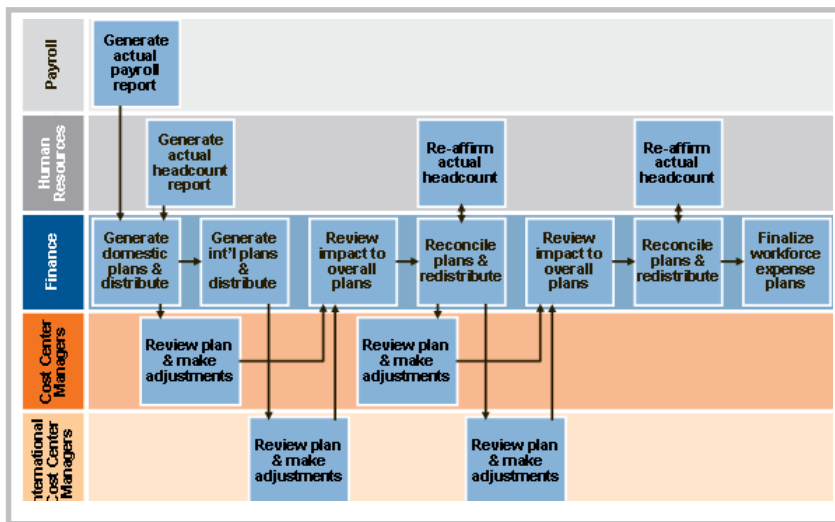 Payroll
Generate
actual
payroll
report
Human
Resources
Generate
actual
headcount
report
Re-affirm
actual
headcount
Re-affirm
actual
headcount
Finance
Generate
domestic
plans &
distribute
Generate
int'l plans
&
distribute
Review
impact to
overall
plans
Reconcile
plans &
redistribute
Review
impact to
overall
plans
Reconcile
plans &
redistribute
Finalize
workforce
expense
plans
Cost Center
Managers
Review plan
& make
adjustments
Review plan
& make
adjustments
International
Cost Center
Managers
Review plan
& make
adjustments
Review plan
& make
adjustments